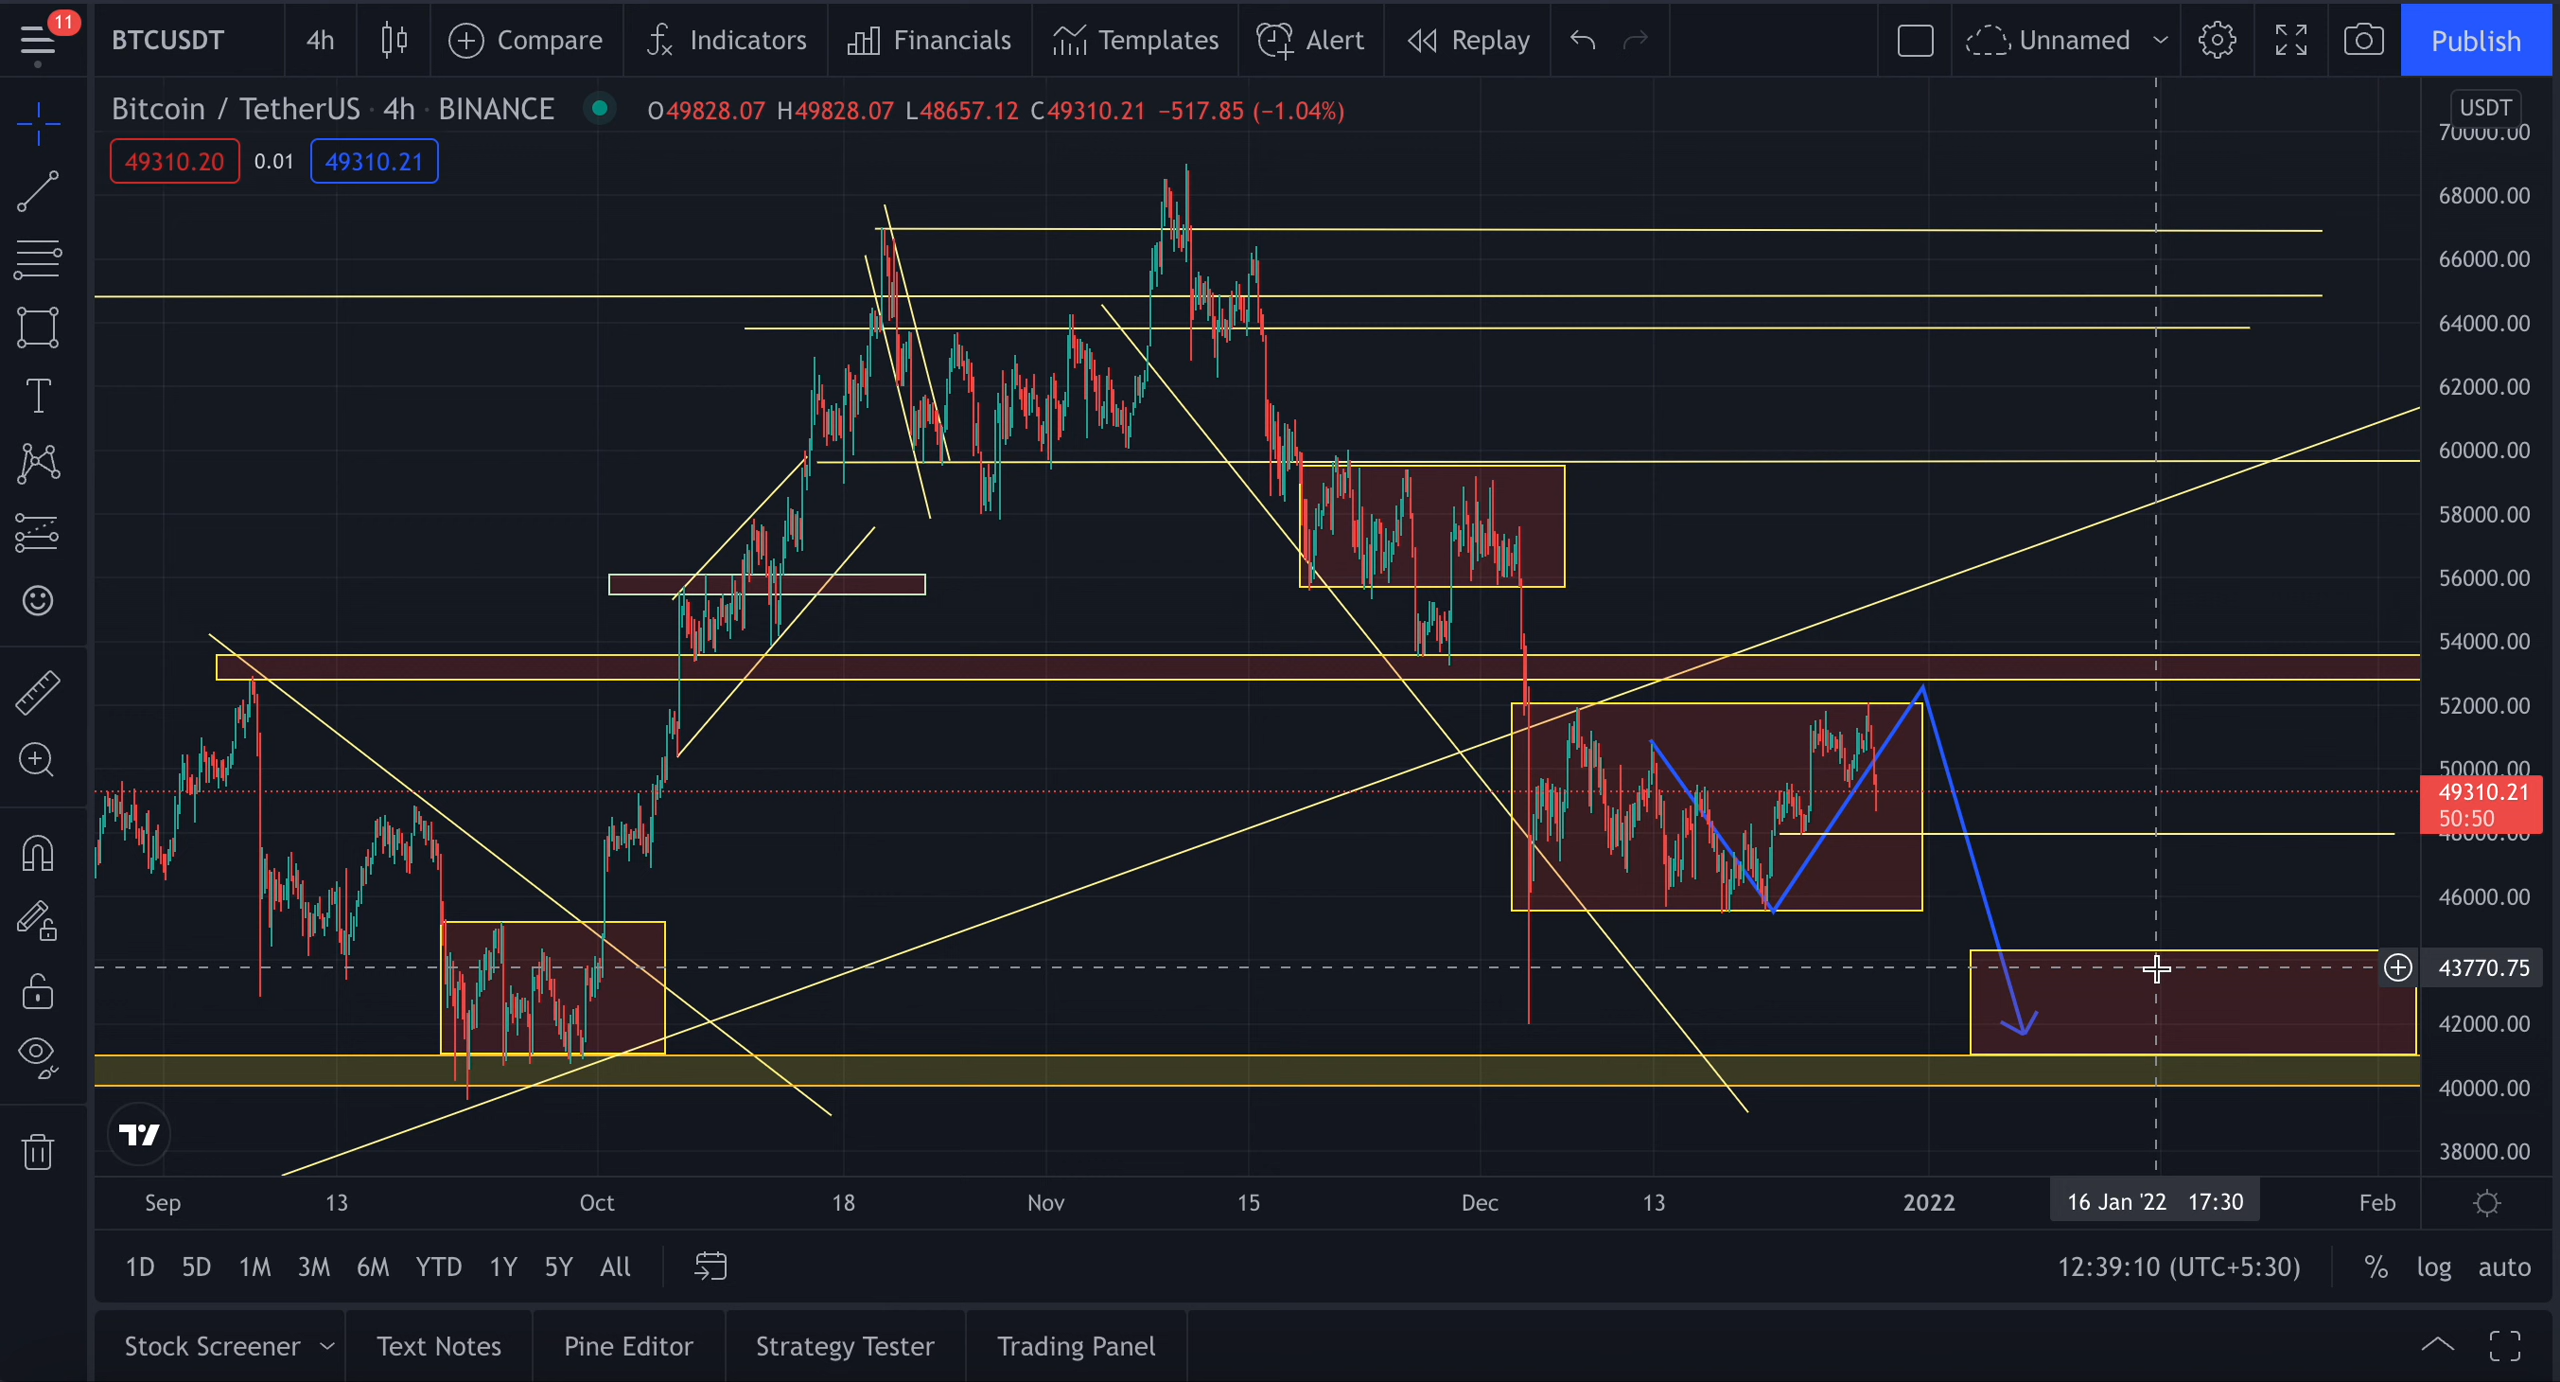 11
BTCUSDT 4h Compare Indicators Financials Templates Alert Replay Unnamed Publish
Bitcoin / TetherUS · 4h · BINANCE O49828.07 H49828.07 L48657.12 C49310.21 −517.85 (−1.04%)
49310.20 0.01 49310.21
USDT
70000.00
68000.00
66000.00
64000.00
62000.00
60000.00
58000.00
56000.00
54000.00
52000.00
50000.00
49310.21
50:50
48000.00
46000.00
43770.75
42000.00
40000.00
38000.00
Sep 13 Oct 18 Nov 15 Dec 13 2022 16 Jan '22 17:30 Feb
1D 5D 1M 3M 6M YTD 1Y 5Y All 12:39:10 (UTC+5:30) % log auto
Stock Screener Text Notes Pine Editor Strategy Tester Trading Panel